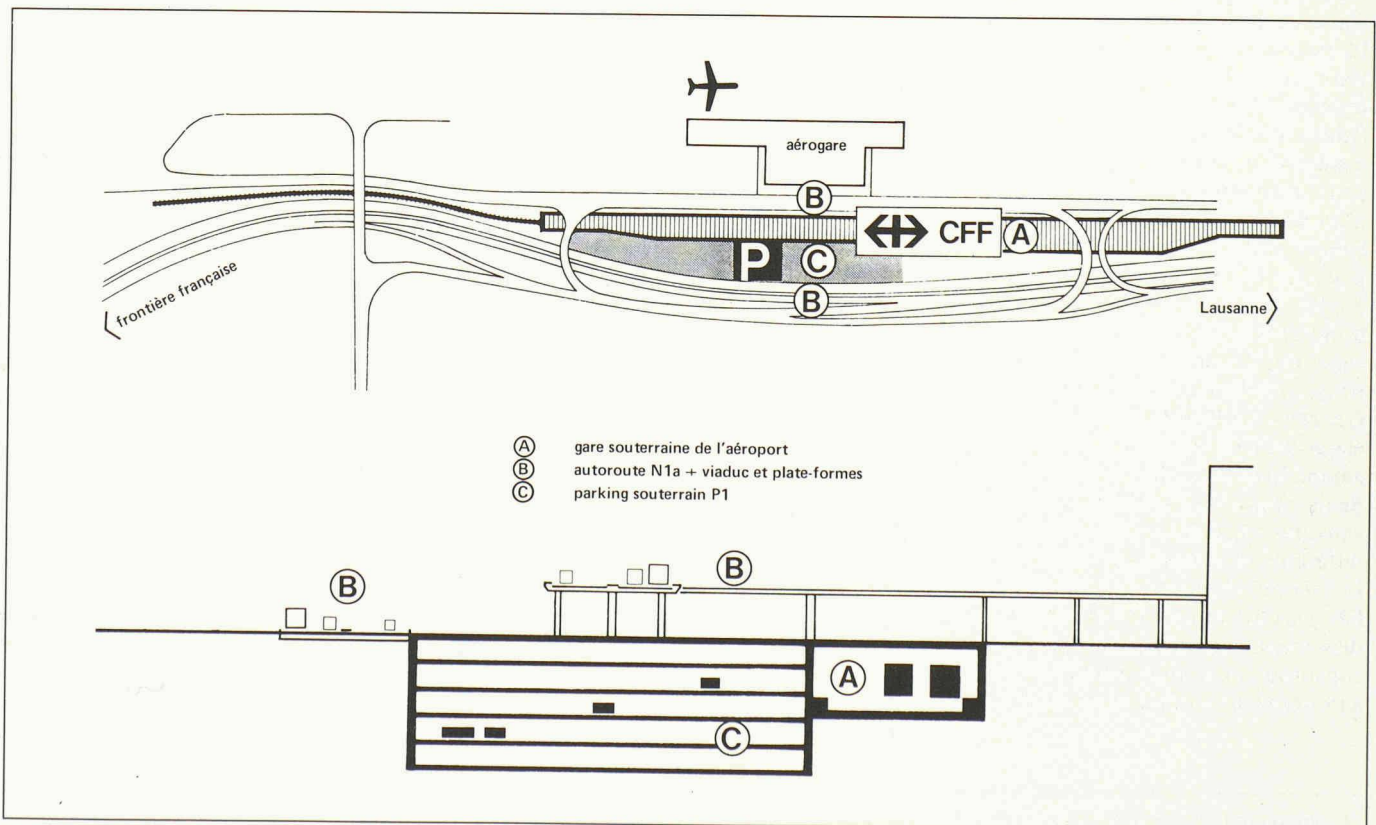 aérogare
B
CFF
A
P
C
B
frontière française
Lausanne
A gare souterraine de l'aéroport
B autoroute N1a + viaduc et plate-formes
C parking souterrain P1
B
B
A
C